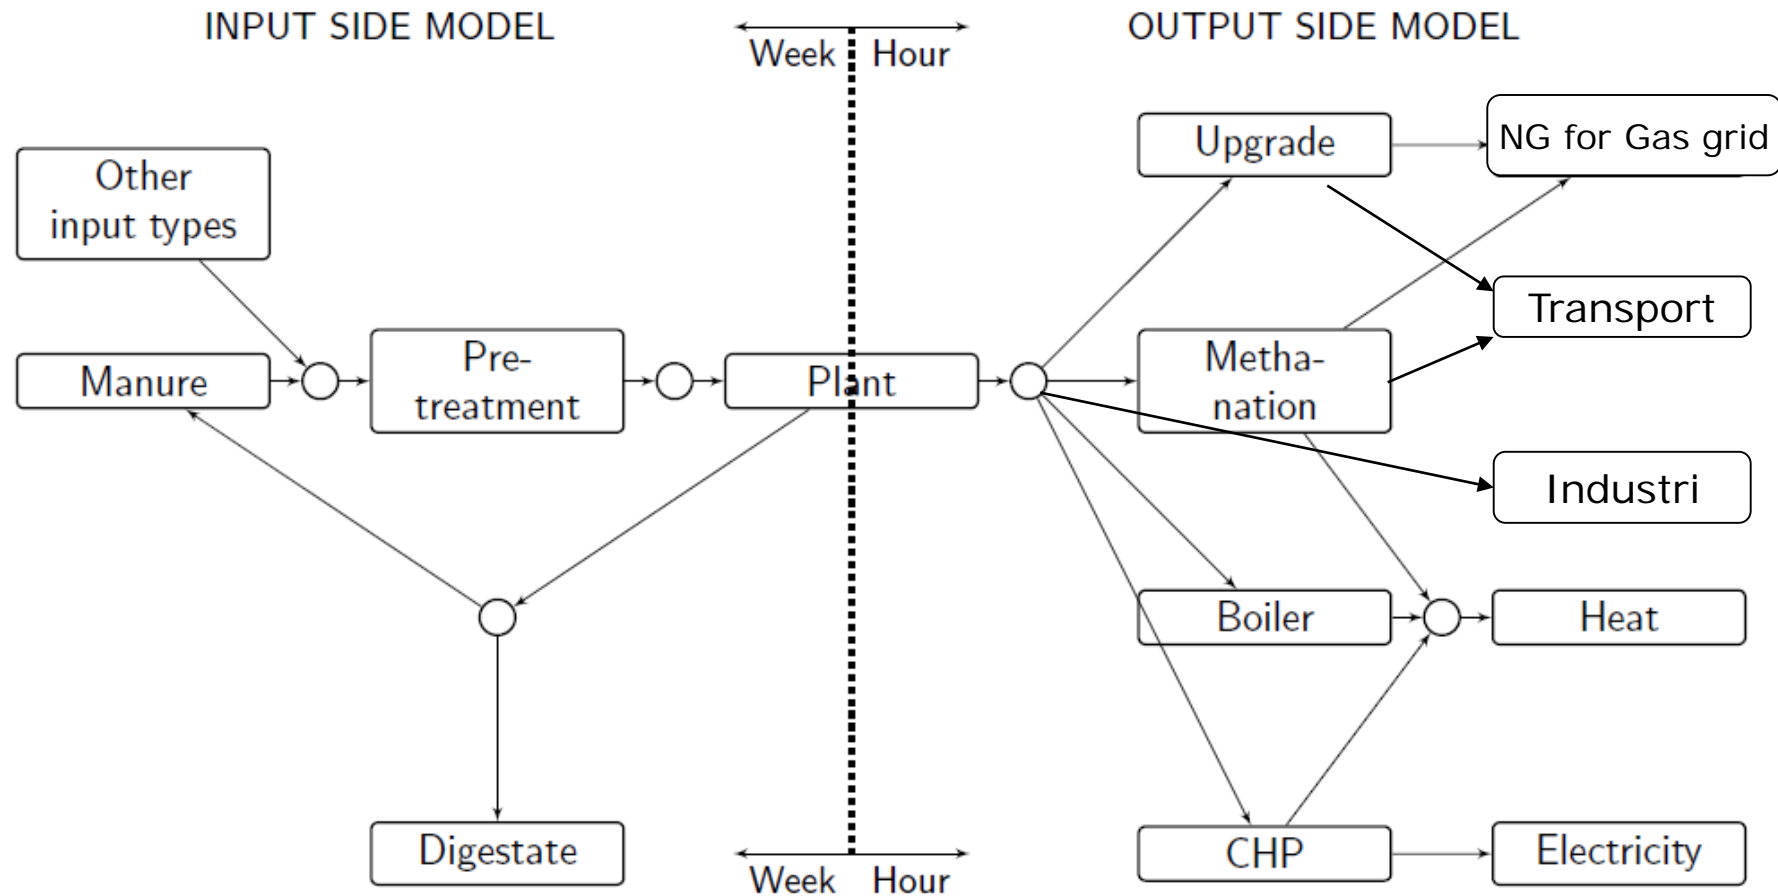 INPUT SIDE MODEL
OUTPUT SIDE MODEL
Week
Hour
Other
input types
Manure
Pre-
treatment
Plant
Digestate
Upgrade
NG for Gas grid
Transport
Metha-
nation
Industri
Boiler
Heat
CHP
Electricity
Week
Hour